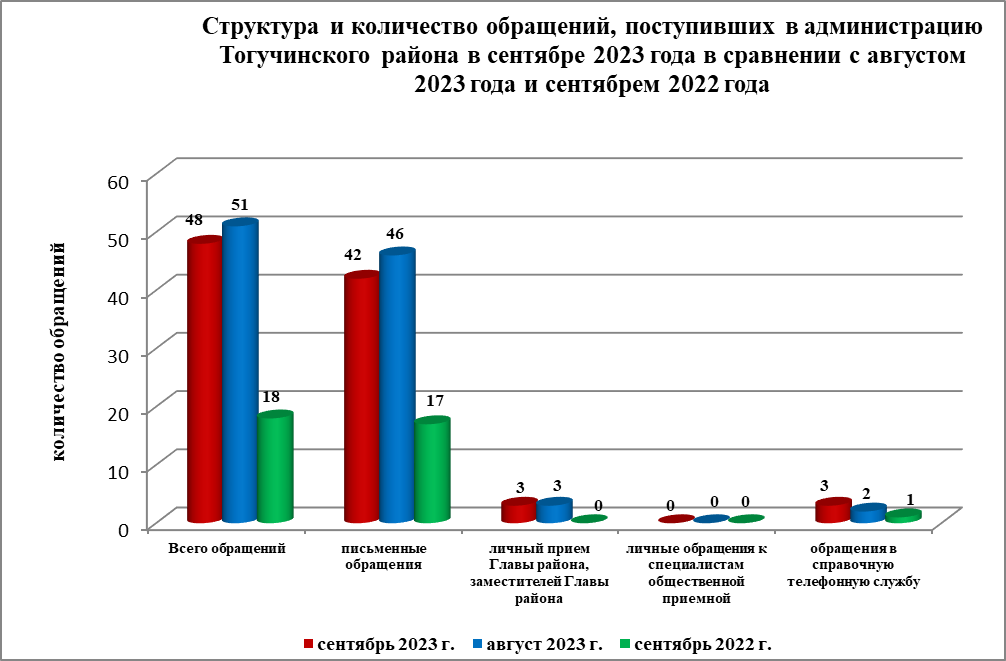 Структура и количество обращений, поступивших в администрацию
Тогучинского района в сентябре 2023 года в сравнении с августом
2023 года и сентябрем 2022 года
количество обращений
60
50
40
30
20
10
0
48
51
18
42
46
17
3
3
0
0
0
0
3
2
1
Всего обращений
письменные
обращения
личный прием
Главы района,
заместителей Главы
района
личные обращения к
специалистам
общественной
приемной
обращения в
справочную
телефонную службу
сентябрь 2023 г.
август 2023 г.
сентябрь 2022 г.